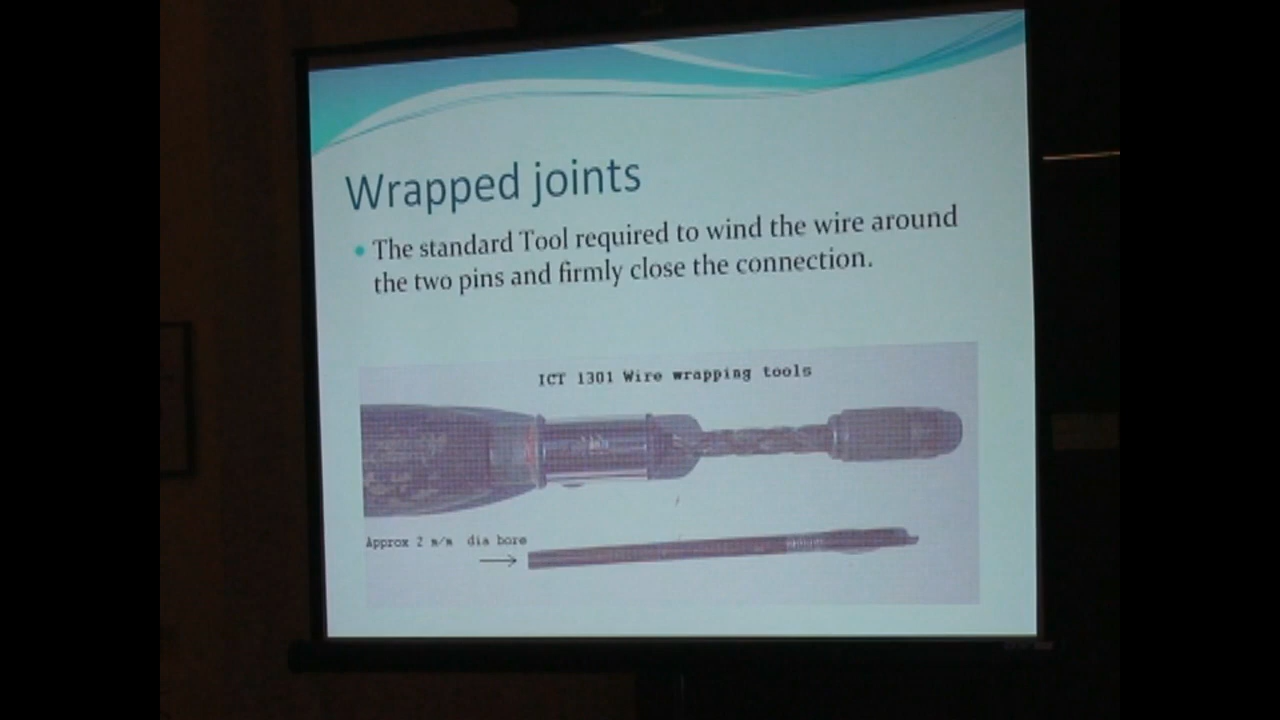 Wrapped joints
The standard Tool required to wind the wire around
the two pins and firmly close the connection.
ICT 1301 Wire wrapping tools
Approx 2 m/m dia bore